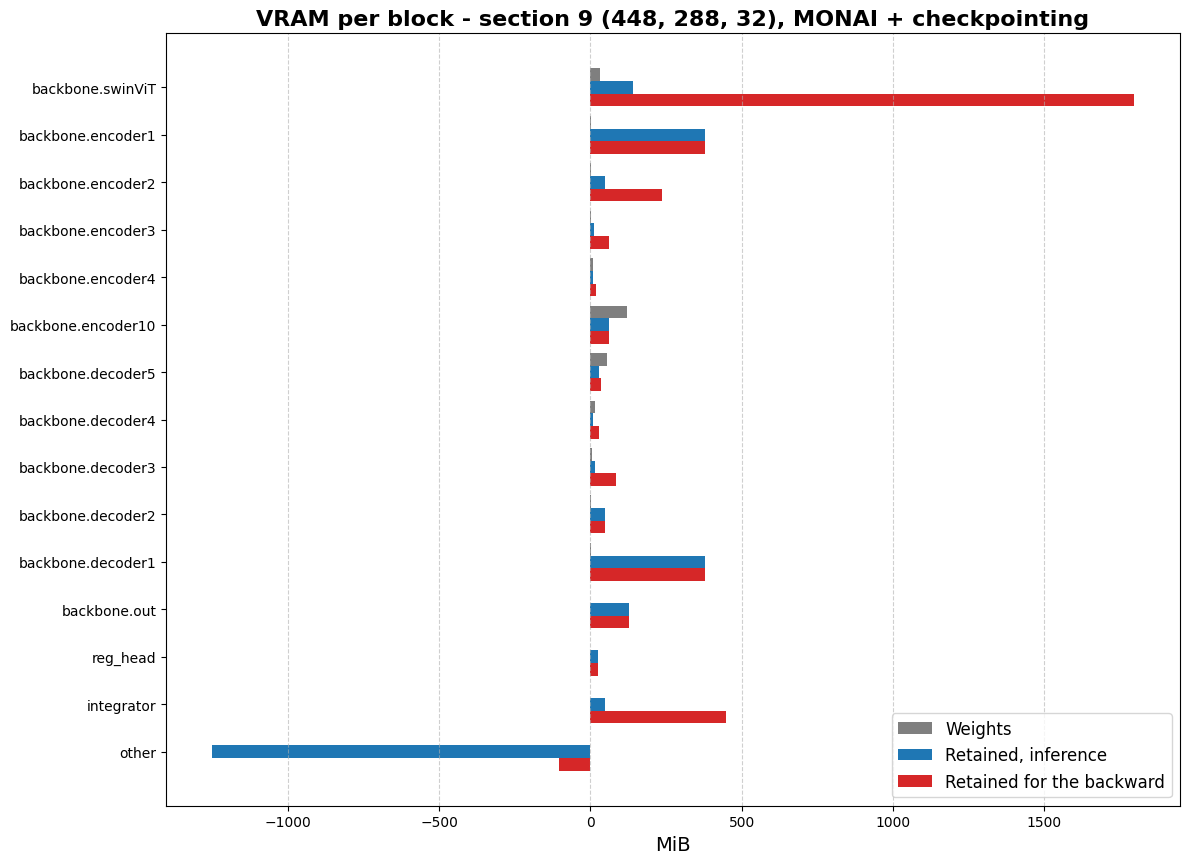 VRAM per block - section 9 (448, 288, 32), MONAI + checkpointing
backbone.swinViT
backbone.encoder1
backbone.encoder2
backbone.encoder3
backbone.encoder4
backbone.encoder10
backbone.decoder5
backbone.decoder4
backbone.decoder3
backbone.decoder2
backbone.decoder1
backbone.out
reg_head
integrator
other
Weights
Retained, inference
Retained for the backward
−1000 −500 0 500 1000 1500
MiB